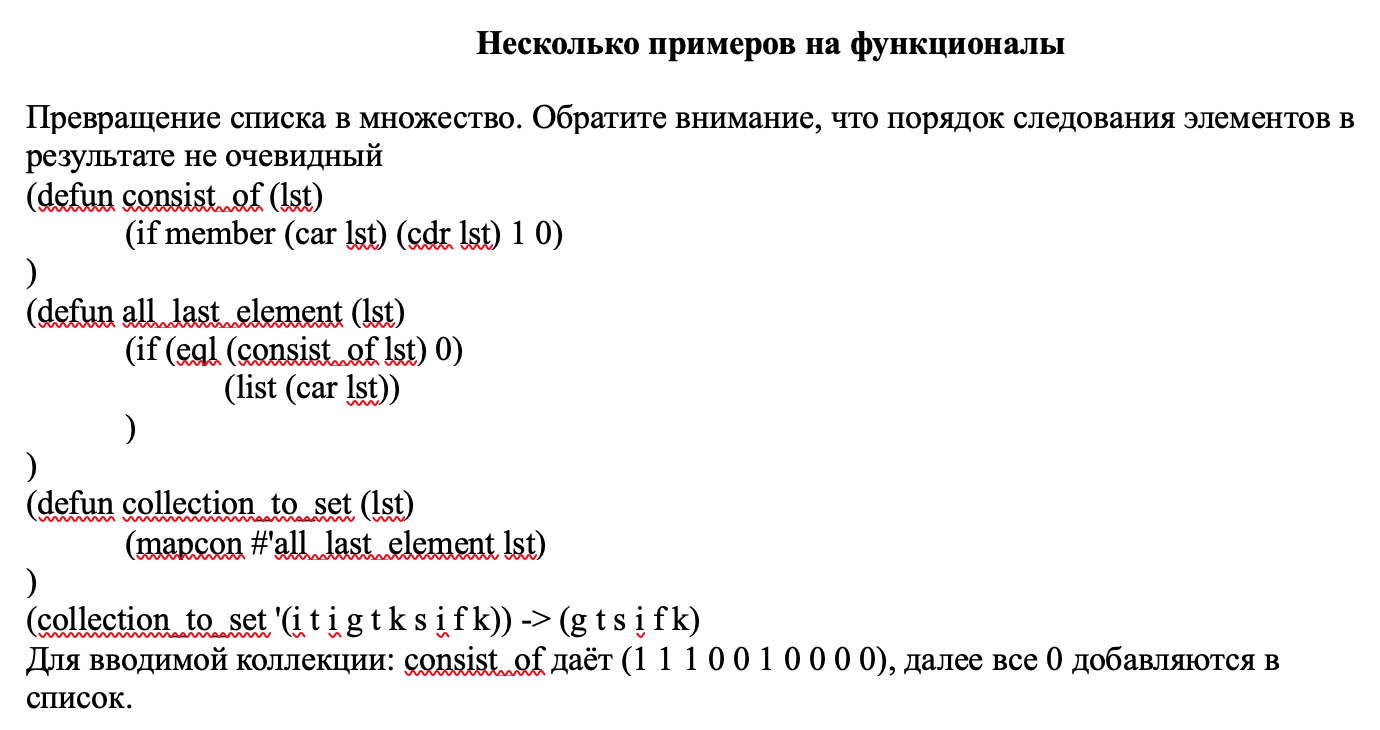 Несколько примеров на функционалы
Превращение списка в множество. Обратите внимание, что порядок следования элементов в
результате не очевидный
(defun consist_of (lst)
(if member (car lst) (cdr lst) 1 0)
)
(defun all_last_element (lst)
(if (eql (consist_of lst) 0)
(list (car lst))
)
)
(defun collection_to_set (lst)
(mapcon #'all_last_element lst)
)
(collection_to_set '(i t i g t k s i f k)) -> (g t s i f k)
Для вводимой коллекции: consist_of даёт (1 1 1 0 0 1 0 0 0 0), далее все 0 добавляются в
список.